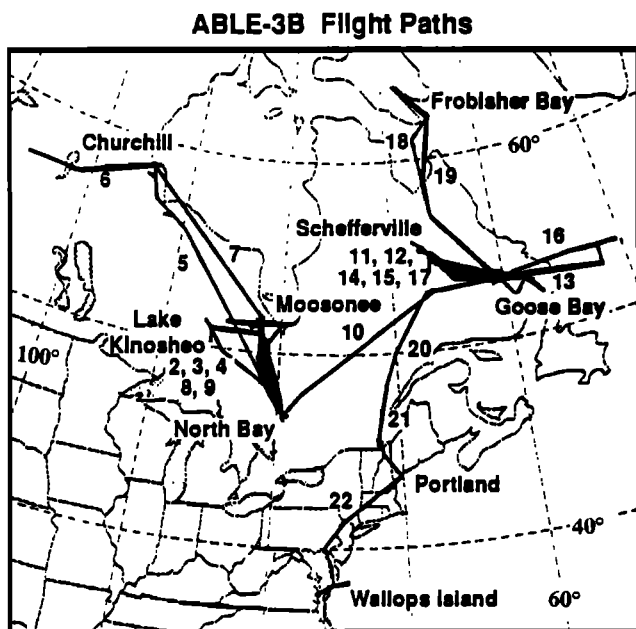 ABLE-3B Flight Paths
Frobisher Bay
Churchill
18
60°
6
19
Schefferville
16
5
7
11, 12,
14, 15, 17
13
Moosonee
Goose Bay
Lake
Kinosheo
10
100°
20
2, 3, 4
8, 9
21
North Bay
Portland
22
40°
Wallops Island
60°